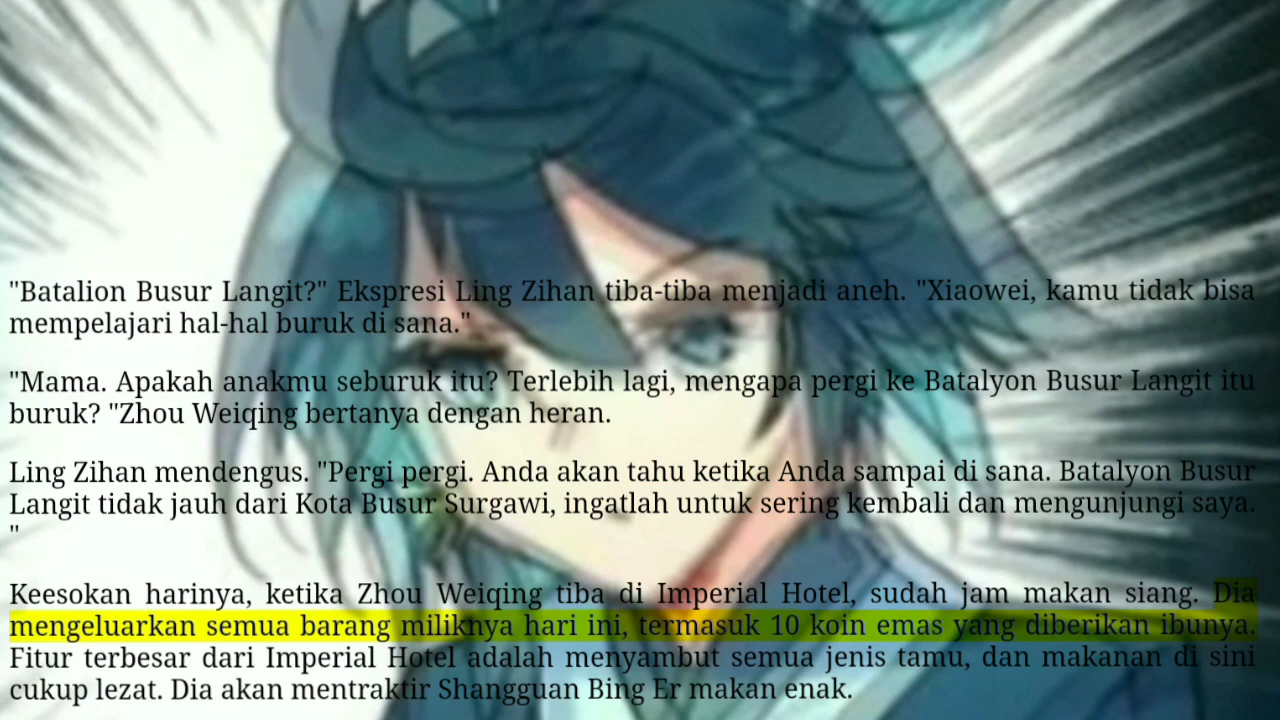 "Batalion Busur Langit?" Ekspresi Ling Zihan tiba-tiba menjadi aneh. "Xiaowei, kamu tidak bisa
mempelajari hal-hal buruk di sana."
"Mama. Apakah anakmu seburuk itu? Terlebih lagi, mengapa pergi ke Batalyon Busur Langit itu
buruk? "Zhou Weiqing bertanya dengan heran.
Ling Zihan mendengus. "Pergi pergi. Anda akan tahu ketika Anda sampai di sana. Batalyon Busur
Langit tidak jauh dari Kota Busur Surgawi, ingatlah untuk sering kembali dan mengunjungi saya.
"
Keesokan harinya, ketika Zhou Weiqing tiba di Imperial Hotel, sudah jam makan siang. Dia
mengeluarkan semua barang miliknya hari ini, termasuk 10 koin emas yang diberikan ibunya.
Fitur terbesar dari Imperial Hotel adalah menyambut semua jenis tamu, dan makanan di sini
cukup lezat. Dia akan mentraktir Shangguan Bing Er makan enak.